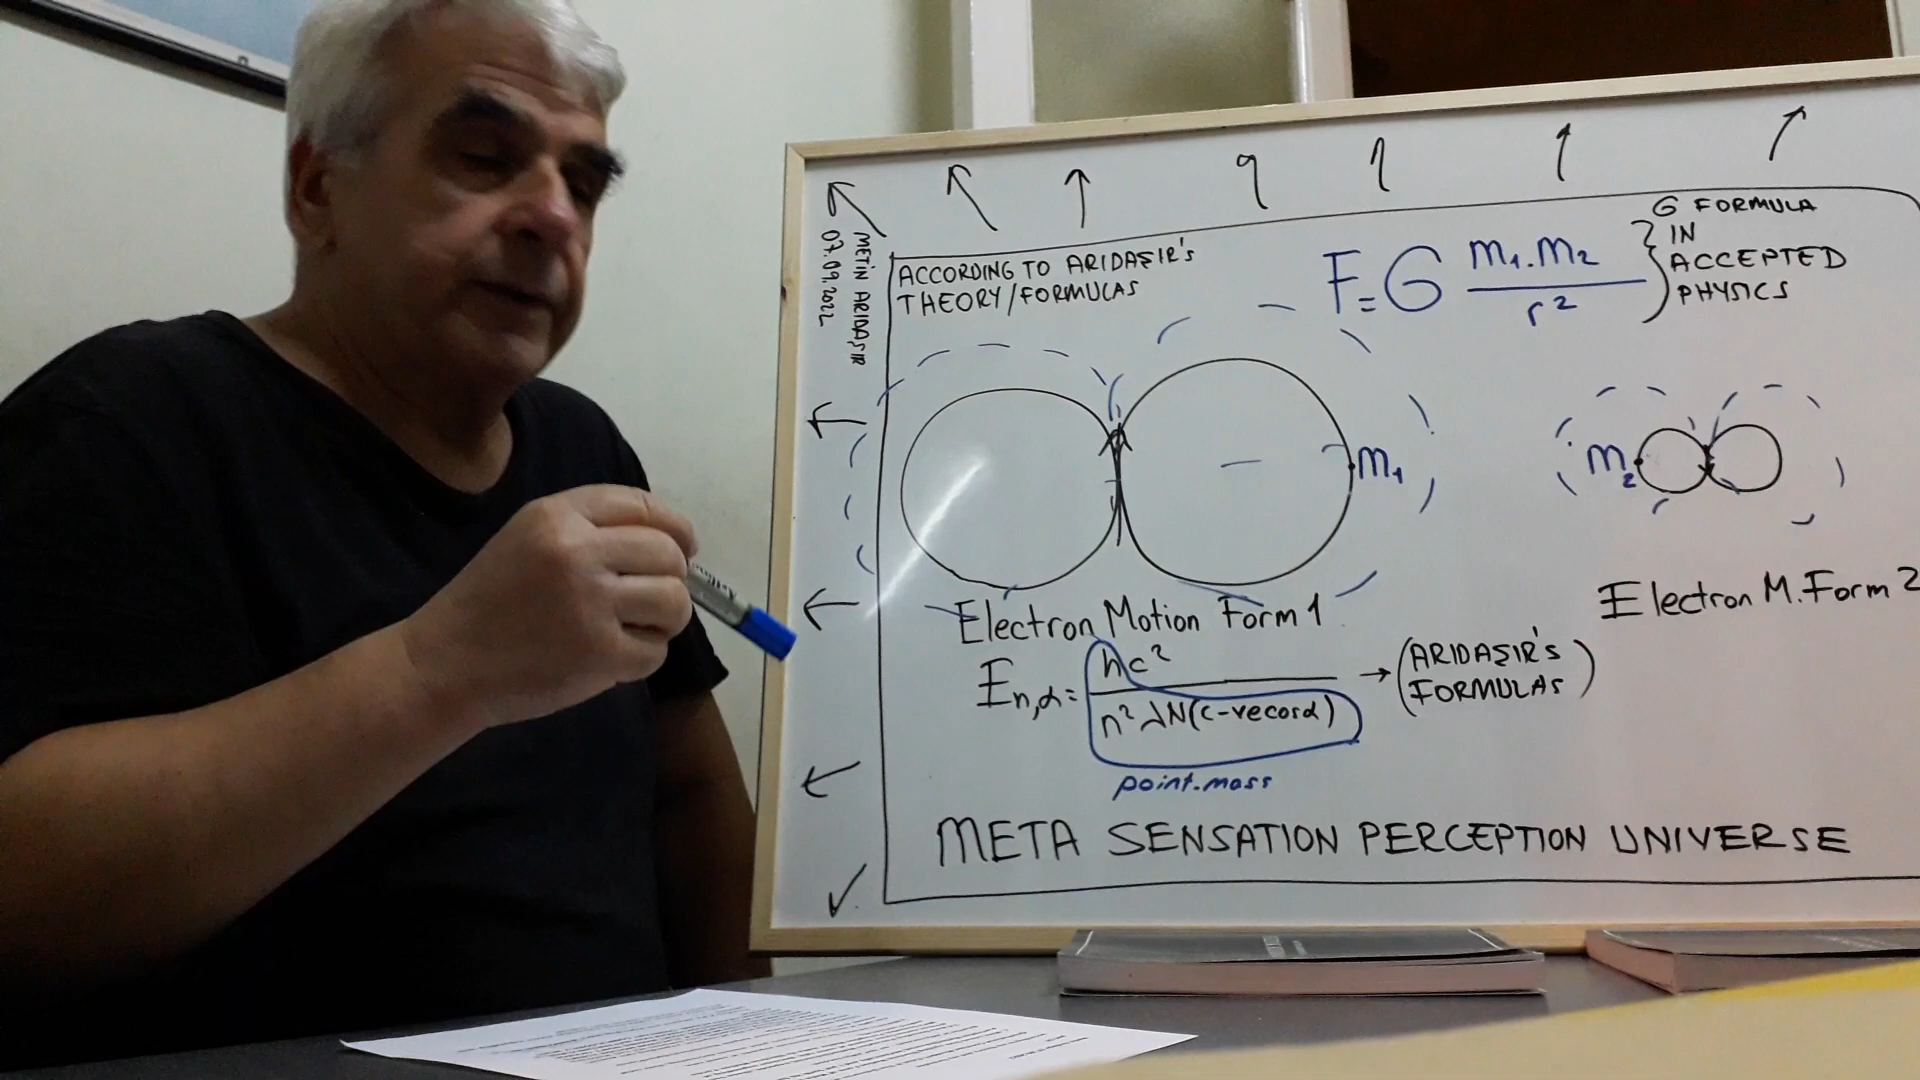 METİN ARIDAŞIR
07.09.2022
ACCORDING TO ARIDAŞIR'S
THEORY/FORMULAS
F=G m₁.m₂ / r²
G FORMULA
IN
ACCEPTED
PHYSICS
m₁
m₂
Electron Motion Form 1
Electron M.Form 2
En,α= hc² / n²λN(c-vecosα)
→ (ARIDAŞIR'S
FORMULAS)
point.mass
META SENSATION PERCEPTION UNIVERSE